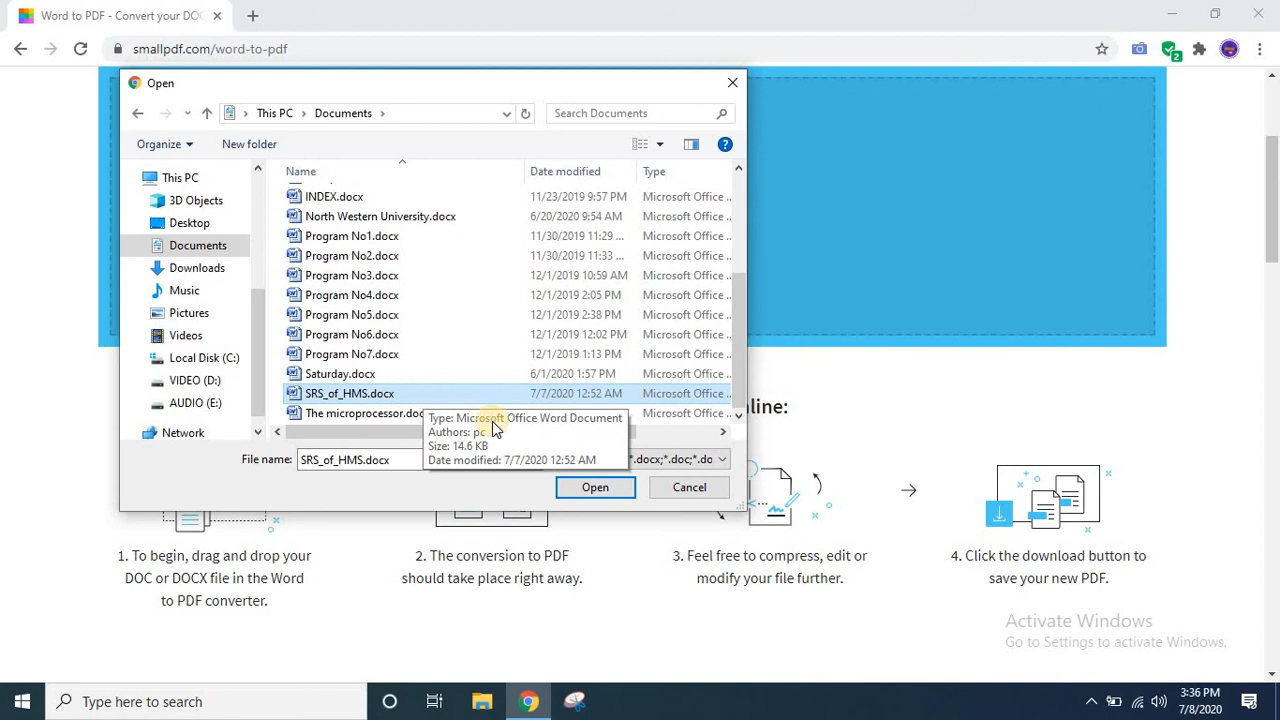 Word to PDF - Convert your DOC
smallpdf.com/word-to-pdf
2
Open
This PC
Documents
Search Documents
Organize
New folder
Name
Date modified
Type
This PC
3D Objects
Desktop
Documents
Downloads
Music
Pictures
Videos
Local Disk (C:)
VIDEO (D:)
AUDIO (E:)
Network
INDEX.docx 11/23/2019 9:57 PM Microsoft Office ..
North Western University.docx 6/20/2020 9:54 AM Microsoft Office ..
Program No1.docx 11/30/2019 11:29 ... Microsoft Office ..
Program No2.docx 11/30/2019 11:33 ... Microsoft Office ..
Program No3.docx 12/1/2019 10:59 AM Microsoft Office ..
Program No4.docx 12/1/2019 2:05 PM Microsoft Office ..
Program No5.docx 12/1/2019 2:38 PM Microsoft Office ..
Program No6.docx 12/1/2019 12:02 PM Microsoft Office ..
Program No7.docx 12/1/2019 1:13 PM Microsoft Office ..
Saturday.docx 6/1/2020 1:57 PM Microsoft Office ..
SRS_of_HMS.docx 7/7/2020 12:52 AM Microsoft Office ..
The microprocessor.doc Microsoft Office ..
Type: Microsoft Office Word Document
Authors: pc
Size: 14.6 KB
Date modified: 7/7/2020 12:52 AM
File name: SRS_of_HMS.docx *.docx;*.doc;*.do
Open
Cancel
line:
1. To begin, drag and drop your
DOC or DOCX file in the Word
to PDF converter.
2. The conversion to PDF
should take place right away.
3. Feel free to compress, edit or
modify your file further.
4. Click the download button to
save your new PDF.
Activate Windows
Go to Settings to activate Windows.
Type here to search
3:36 PM
7/8/2020